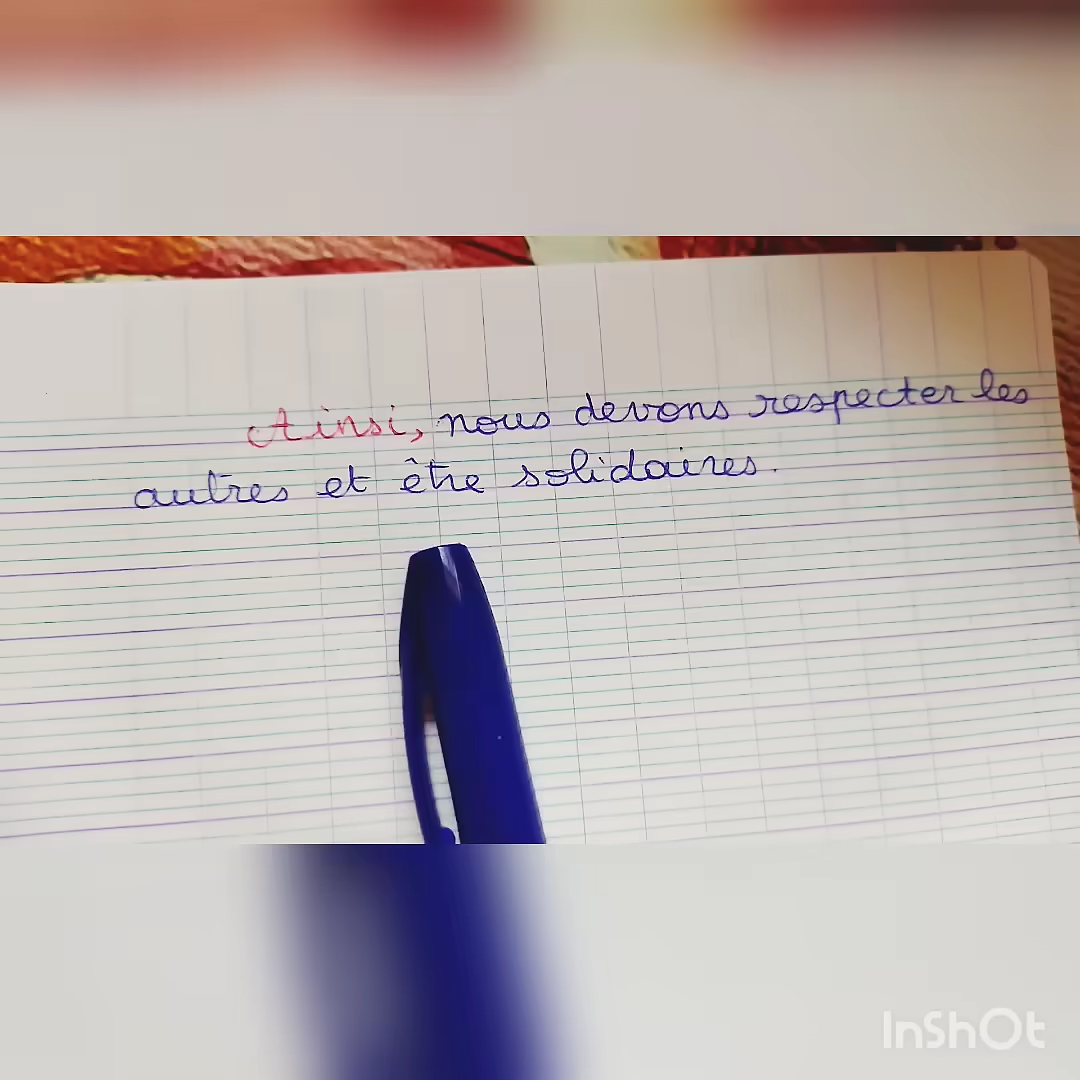 Ainsi, nous devons respecter les
autres et être solidaires.
InShOt